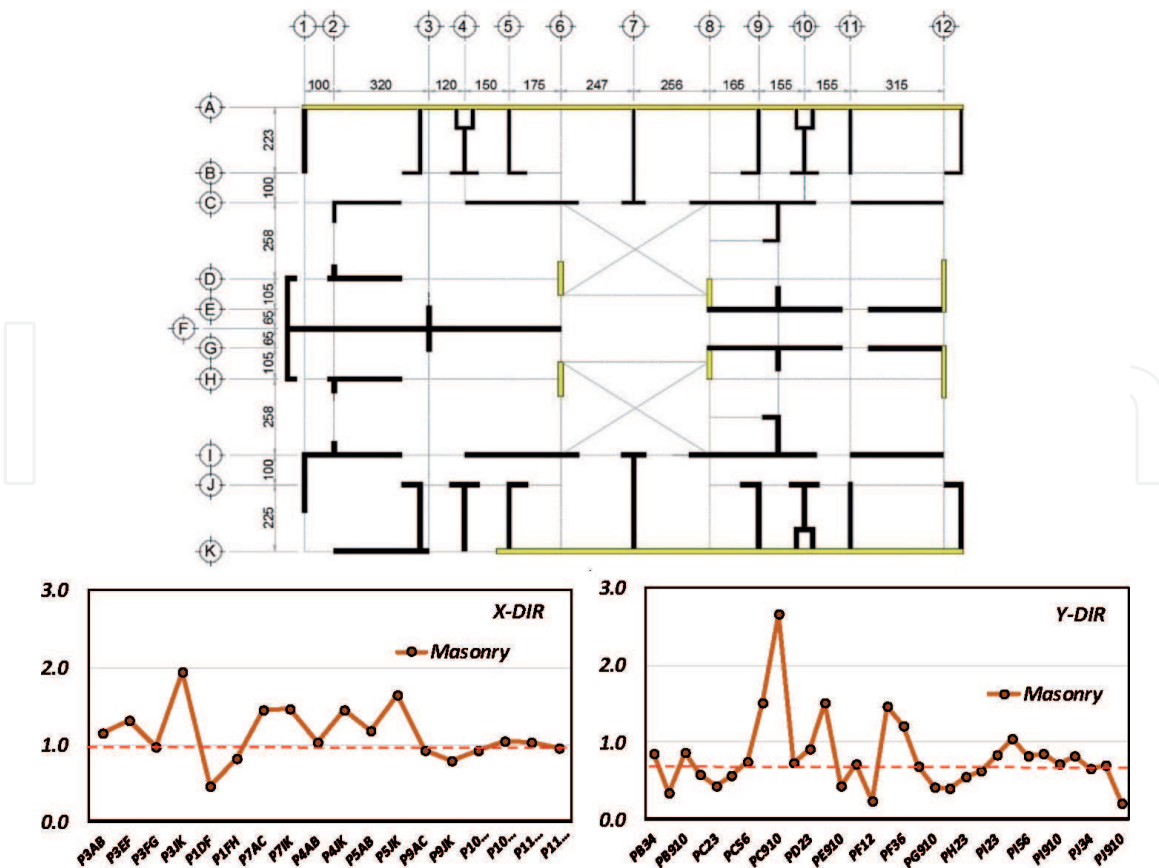 1 2 3 4 5 6 7 8 9 10 11 12
100 320 120 150 175 247 256 165 155 155 315
A
223
B
100
C
258
D
105
E
65
F
65
G
105
H
258
I
100
J
225
K
3.0
X-DIR
Masonry
2.0
1.0
0.0
P3AB P3EF P3FG P3JK P1DF P1FH P7AC P7IK P4AB P4JK P5AB P5JK P9AC P9JK P10... P10... P11... P11...
3.0
Y-DIR
Masonry
2.0
1.0
0.0
PB34 PB910 PC23 PC56 PC910 PD23 PE910 PF12 PF36 PG910 PH23 PI23 PI56 PI910 PJ34 PJ910